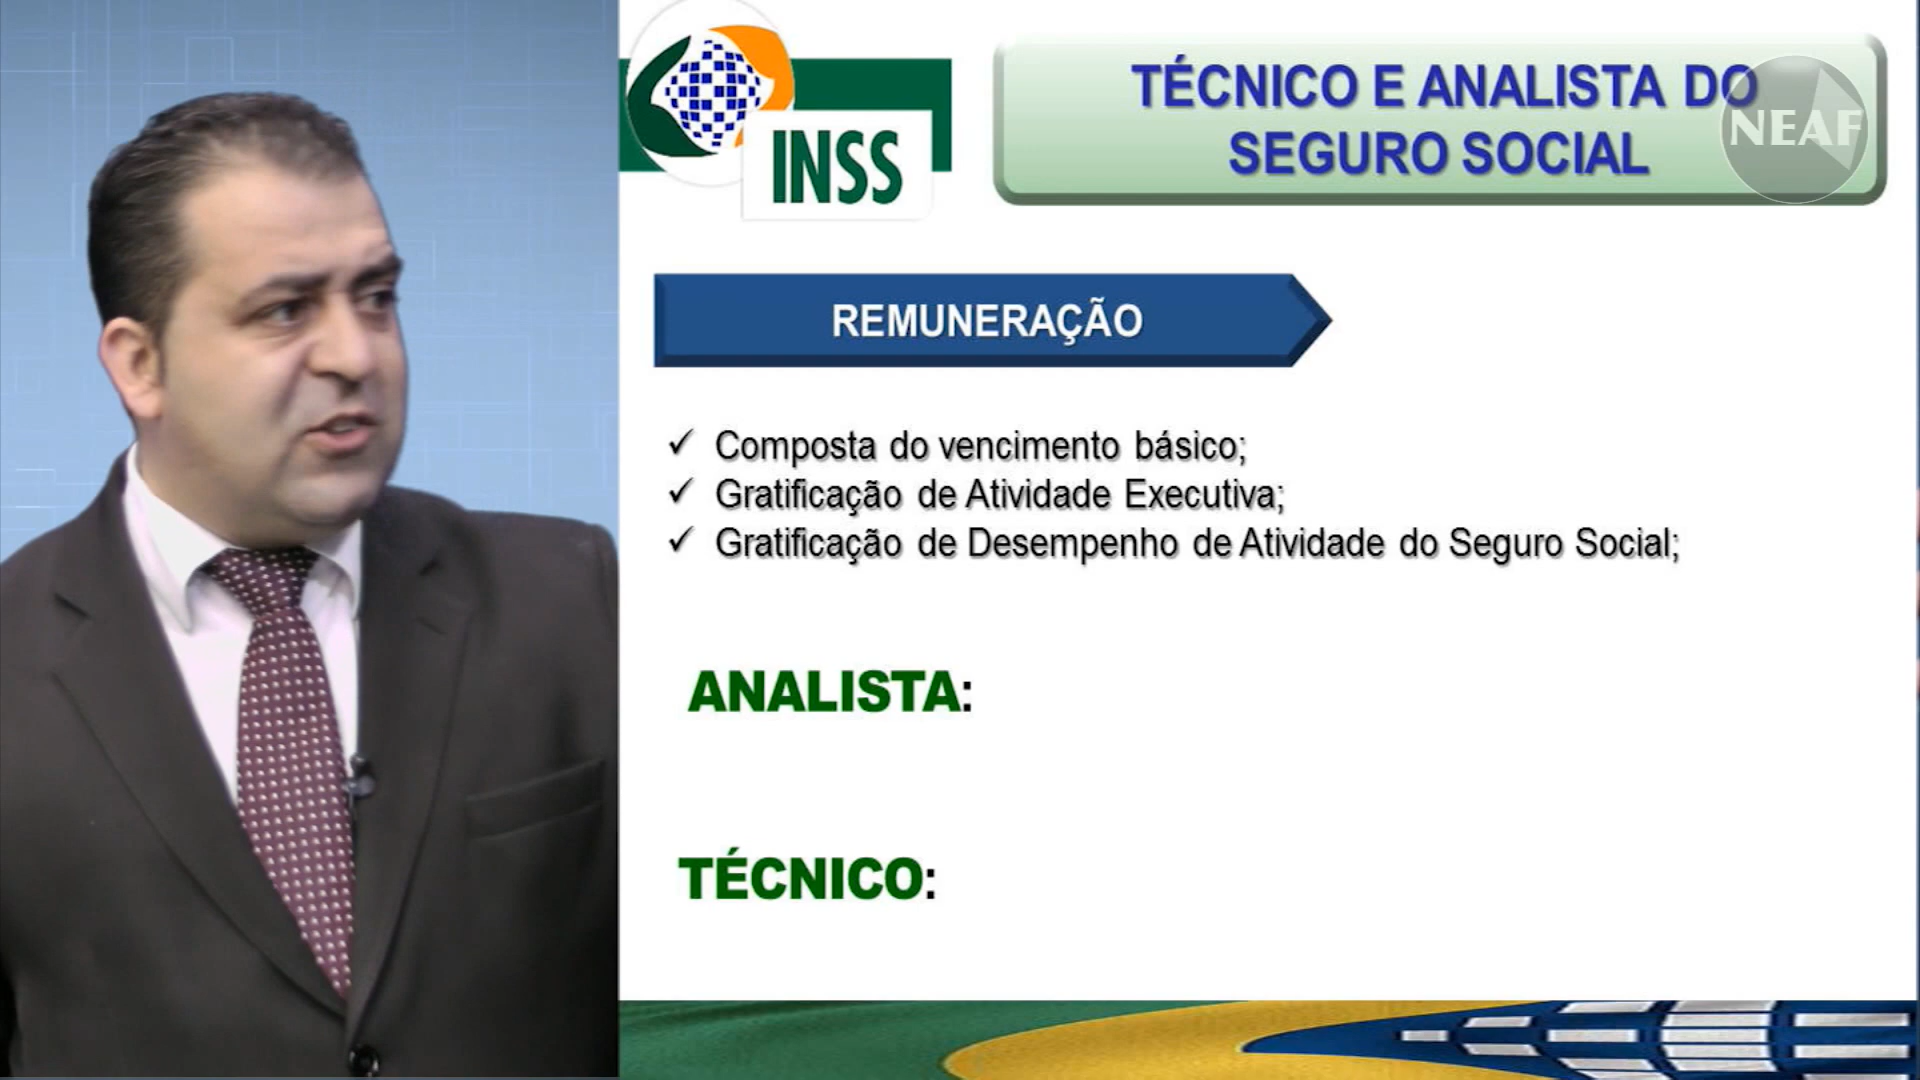 INSS
TÉCNICO E ANALISTA DO
SEGURO SOCIAL
NEAF
REMUNERAÇÃO
✓ Composta do vencimento básico;
✓ Gratificação de Atividade Executiva;
✓ Gratificação de Desempenho de Atividade do Seguro Social;
ANALISTA:
TÉCNICO: